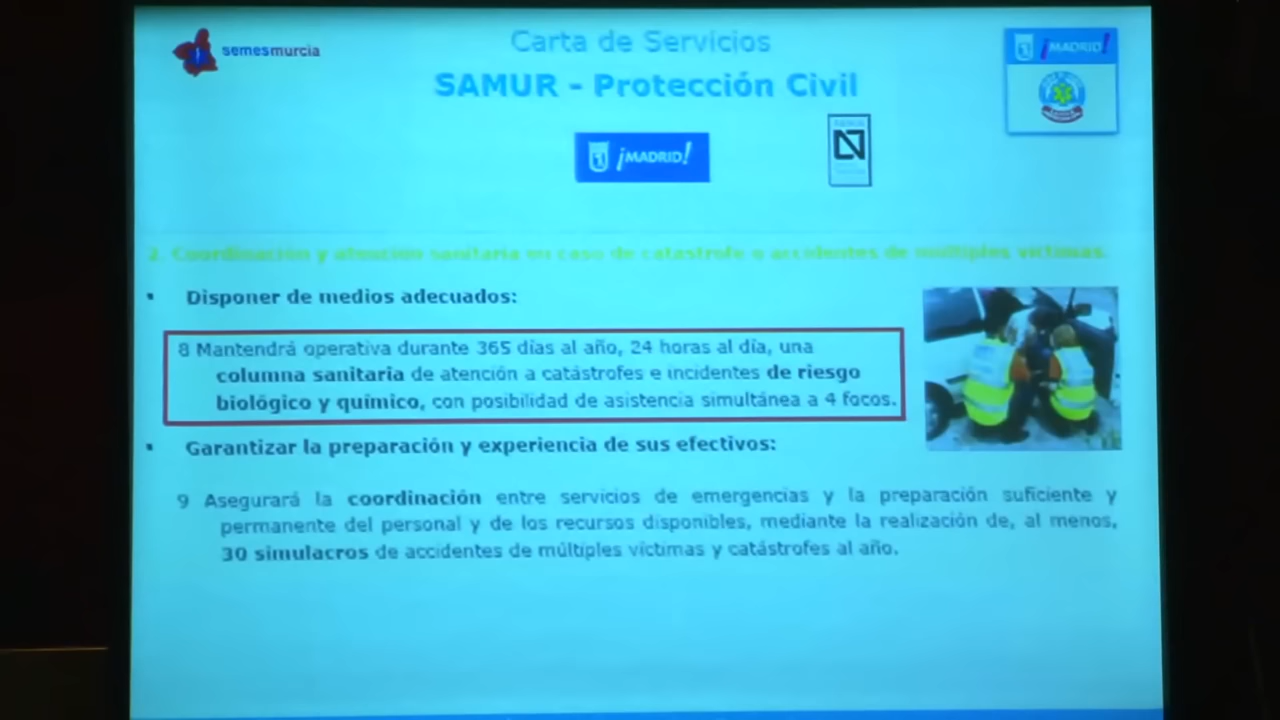 semesmurcia
Carta de Servicios
SAMUR - Protección Civil
¡MADRID!
¡MADRID!
N
2. Coordinación y atención sanitaria en caso de catástrofe o accidentes de múltiples víctimas.
▪ Disponer de medios adecuados:
8 Mantendrá operativa durante 365 días al año, 24 horas al día, una
columna sanitaria de atención a catástrofes e incidentes de riesgo
biológico y químico, con posibilidad de asistencia simultánea a 4 focos.
▪ Garantizar la preparación y experiencia de sus efectivos:
9 Asegurará la coordinación entre servicios de emergencias y la preparación suficiente y
permanente del personal y de los recursos disponibles, mediante la realización de, al menos,
30 simulacros de accidentes de múltiples víctimas y catástrofes al año.